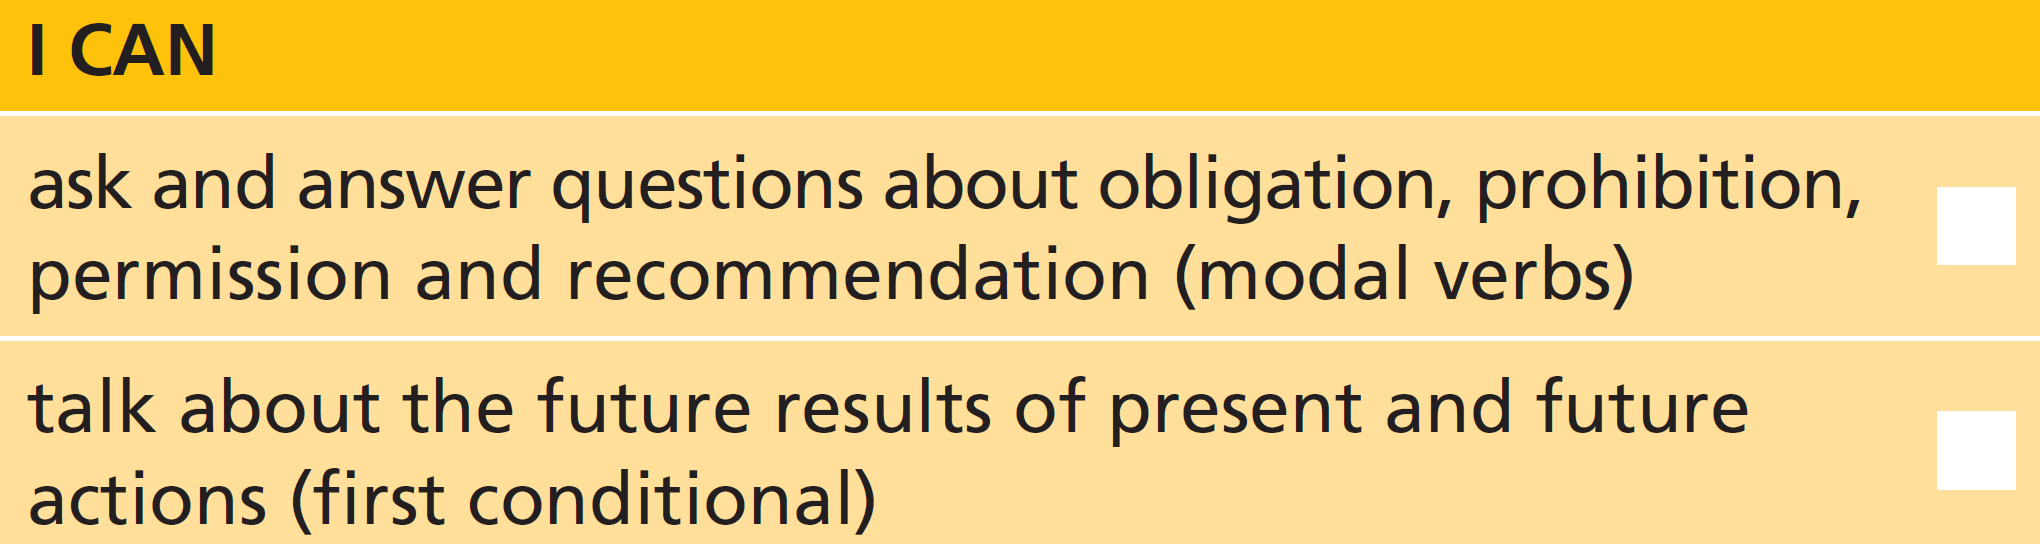 I CAN
ask and answer questions about obligation, prohibition,
permission and recommendation (modal verbs)
talk about the future results of present and future
actions (first conditional)